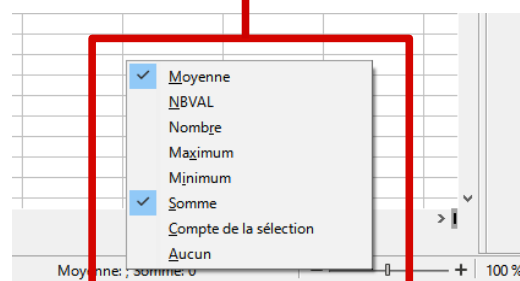 Moyenne
NBVAL
Nombre
Maximum
Minimum
Somme
Compte de la sélection
Aucun
Moyenne: ; Somme: 0
100 %